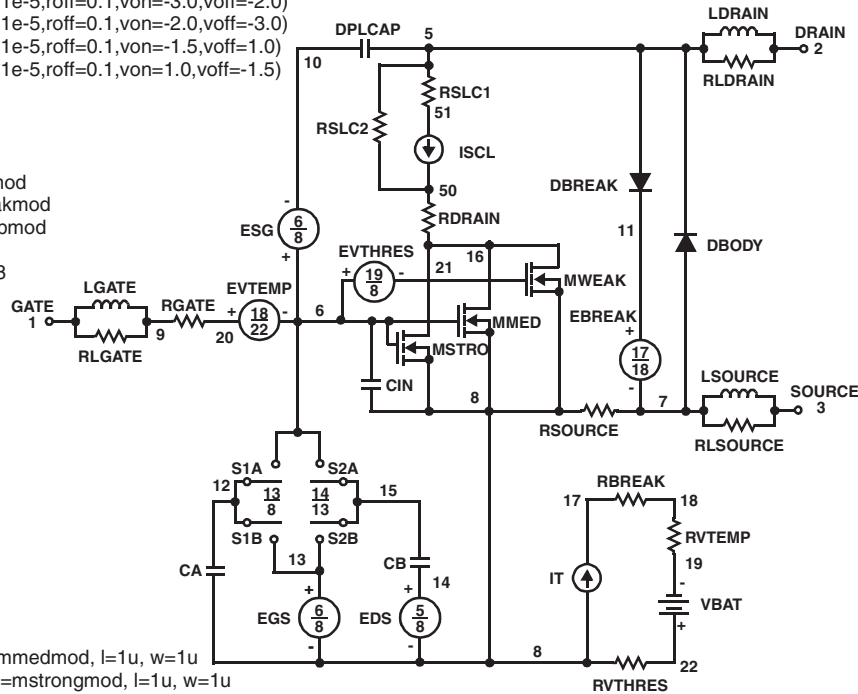 1e-5,roff=0.1,von=-3.0,voff=-2.0)
1e-5,roff=0.1,von=-2.0,voff=-3.0)
1e-5,roff=0.1,von=-1.5,voff=1.0)
1e-5,roff=0.1,von=1.0,voff=-1.5)
LDRAIN
DRAIN
2
RLDRAIN
DPLCAP
5
10
RSLC1
51
RSLC2
ISCL
50
RDRAIN
DBREAK
11
DBODY
ESG
-
6
8
+
EVTHRES
+
19
8
-
21
16
MWEAK
LGATE
GATE
1
RLGATE
9
RGATE
20
EVTEMP
+
18
22
-
6
MMED
MSTRO
CIN
8
EBREAK
+
17
18
-
7
RSOURCE
LSOURCE
SOURCE
3
RLSOURCE
S1A
S2A
12
13
8
14
13
15
S1B
S2B
13
CA
CB
14
EGS
+
6
8
-
EDS
+
5
8
-
RBREAK
17
18
RVTEMP
19
IT
-
VBAT
+
8
22
RVTHRES
mmedmod, l=1u, w=1u
=mstrongmod, l=1u, w=1u